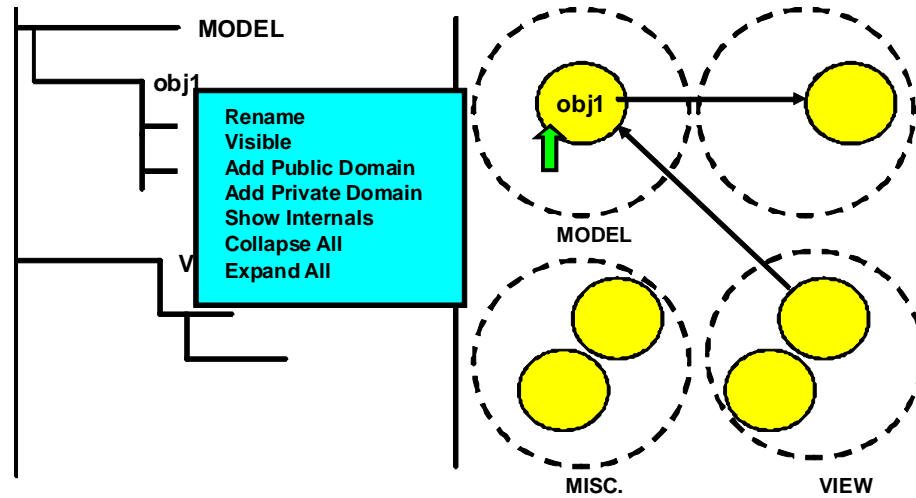 MODEL
obj1
Rename
Visible
Add Public Domain
Add Private Domain
Show Internals
Collapse All
Expand All
V
obj1
MODEL
MISC.
VIEW